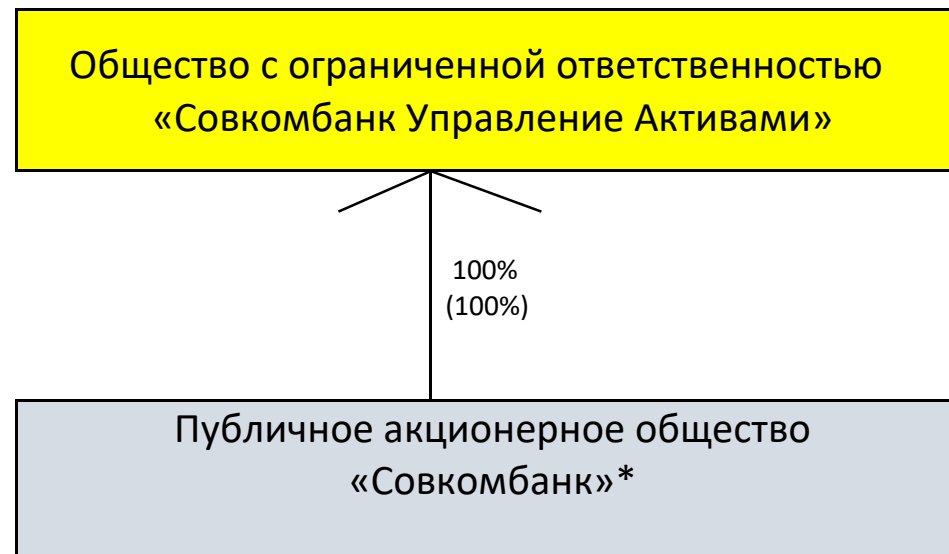 Общество с ограниченной ответственностью
«Совкомбанк Управление Активами»
100%
(100%)
Публичное акционерное общество
«Совкомбанк»*